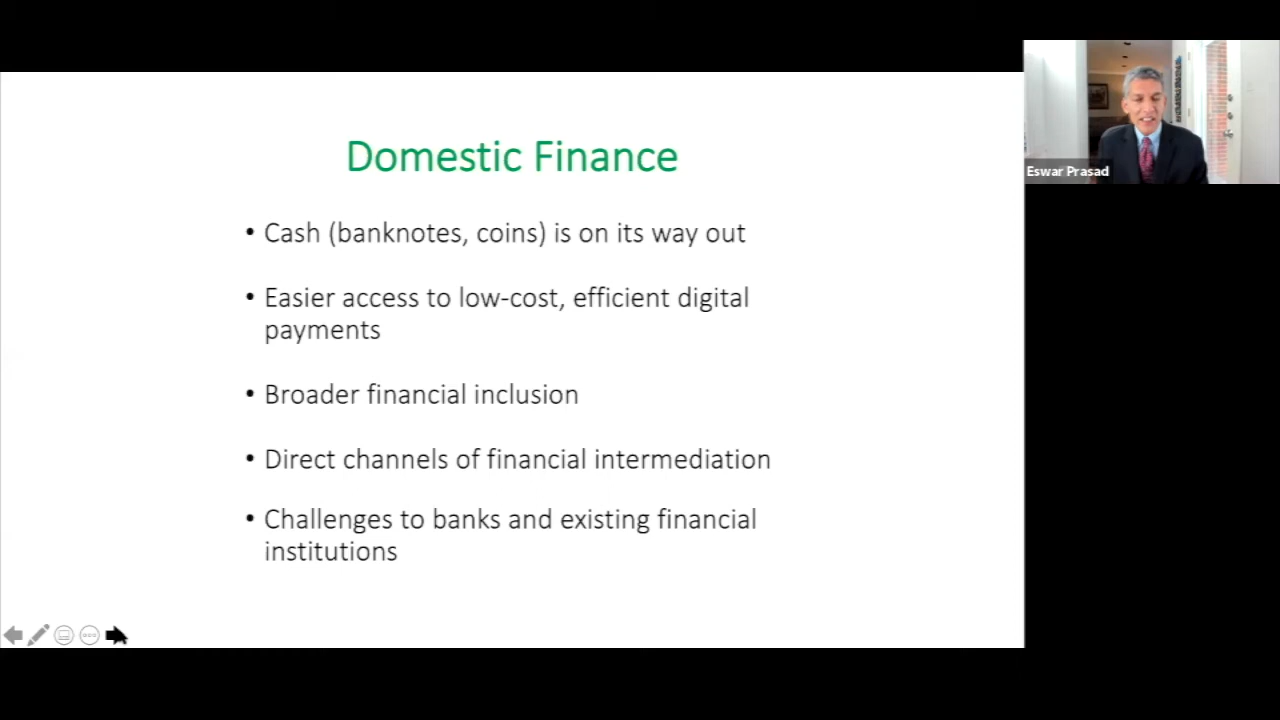 Domestic Finance
• Cash (banknotes, coins) is on its way out
• Easier access to low-cost, efficient digital
payments
• Broader financial inclusion
• Direct channels of financial intermediation
• Challenges to banks and existing financial
institutions
Eswar Prasad